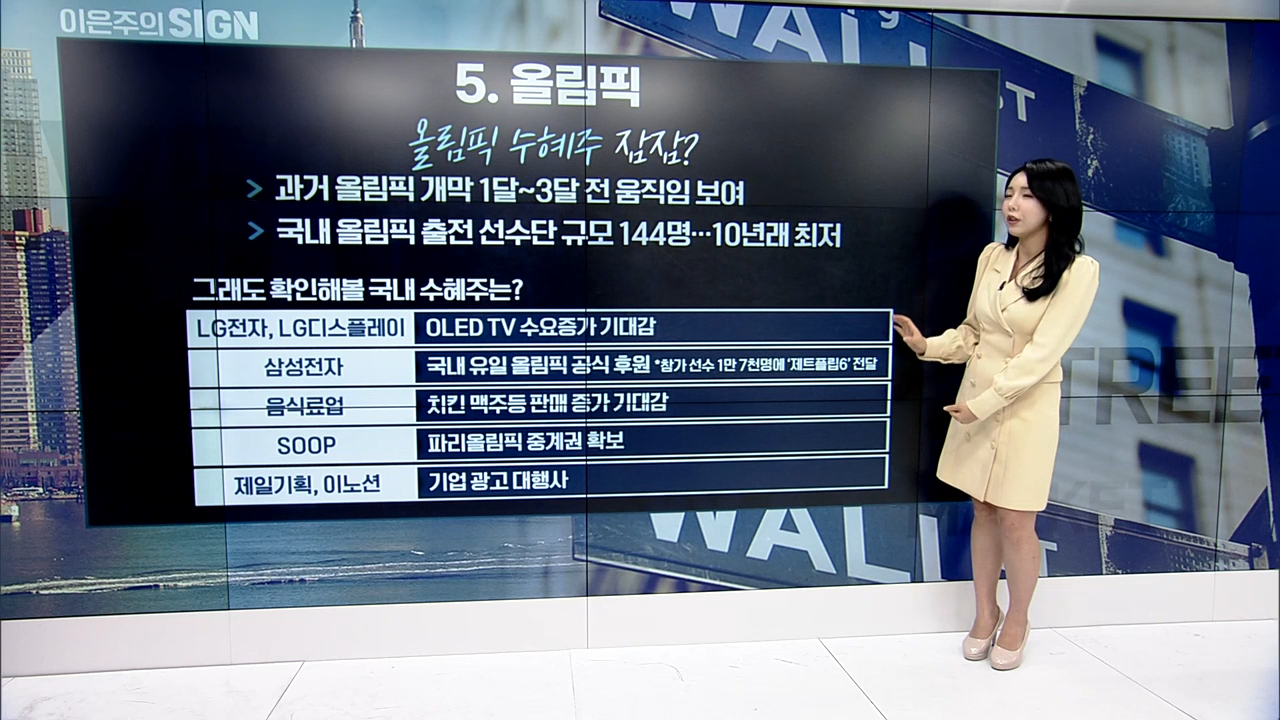 이은주의 SIGN
5. 올림픽
올림픽 수혜주 잠잠?
> 과거 올림픽 개막 1달~3달 전 움직임 보여
> 국내 올림픽 출전 선수단 규모 144명···10년래 최저
그래도 확인해볼 국내 수혜주는?
LG전자, LG디스플레이 OLED TV 수요증가 기대감
삼성전자 국내 유일 올림픽 공식 후원 *참가 선수 1만 7천명에 '제트플립6' 전달
음식료업 치킨 맥주등 판매 증가 기대감
SOOP 파리올림픽 중계권 확보
제일기획, 이노션 기업 광고 대행사
WALL
ST
TREE
WALL
T